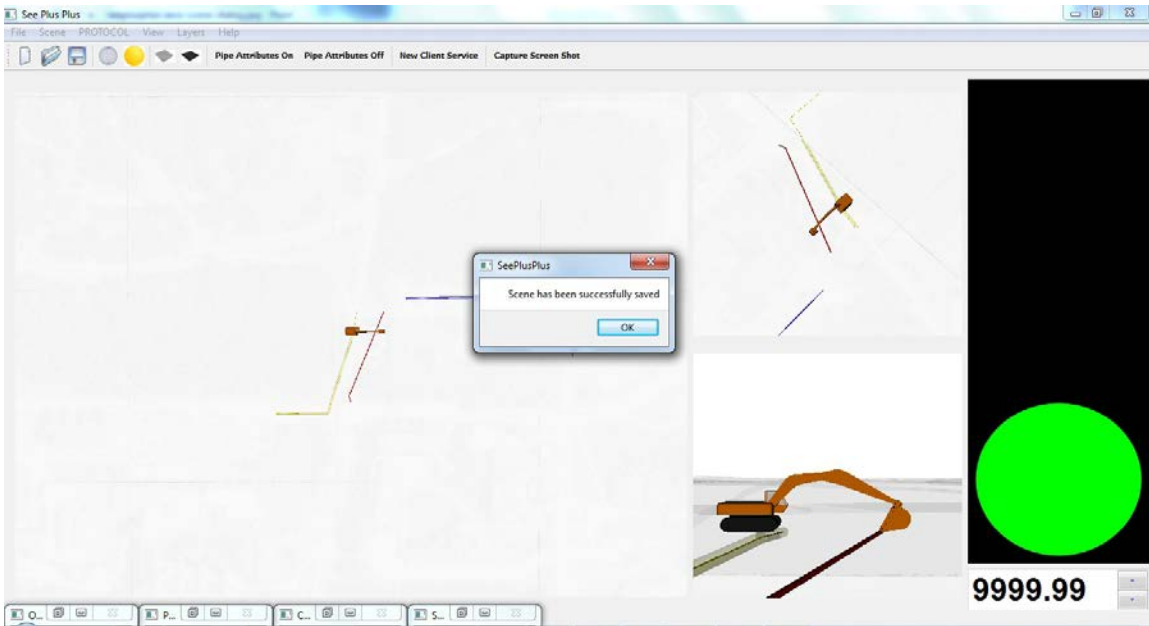 See Plus Plus
File Scene PROTOCOL View Layers Help
Pipe Attributes On Pipe Attributes Off New Client Service Capture Screen Shot
SeePlusPlus
Scene has been successfully saved
OK
9999.99
O... P... C... S...